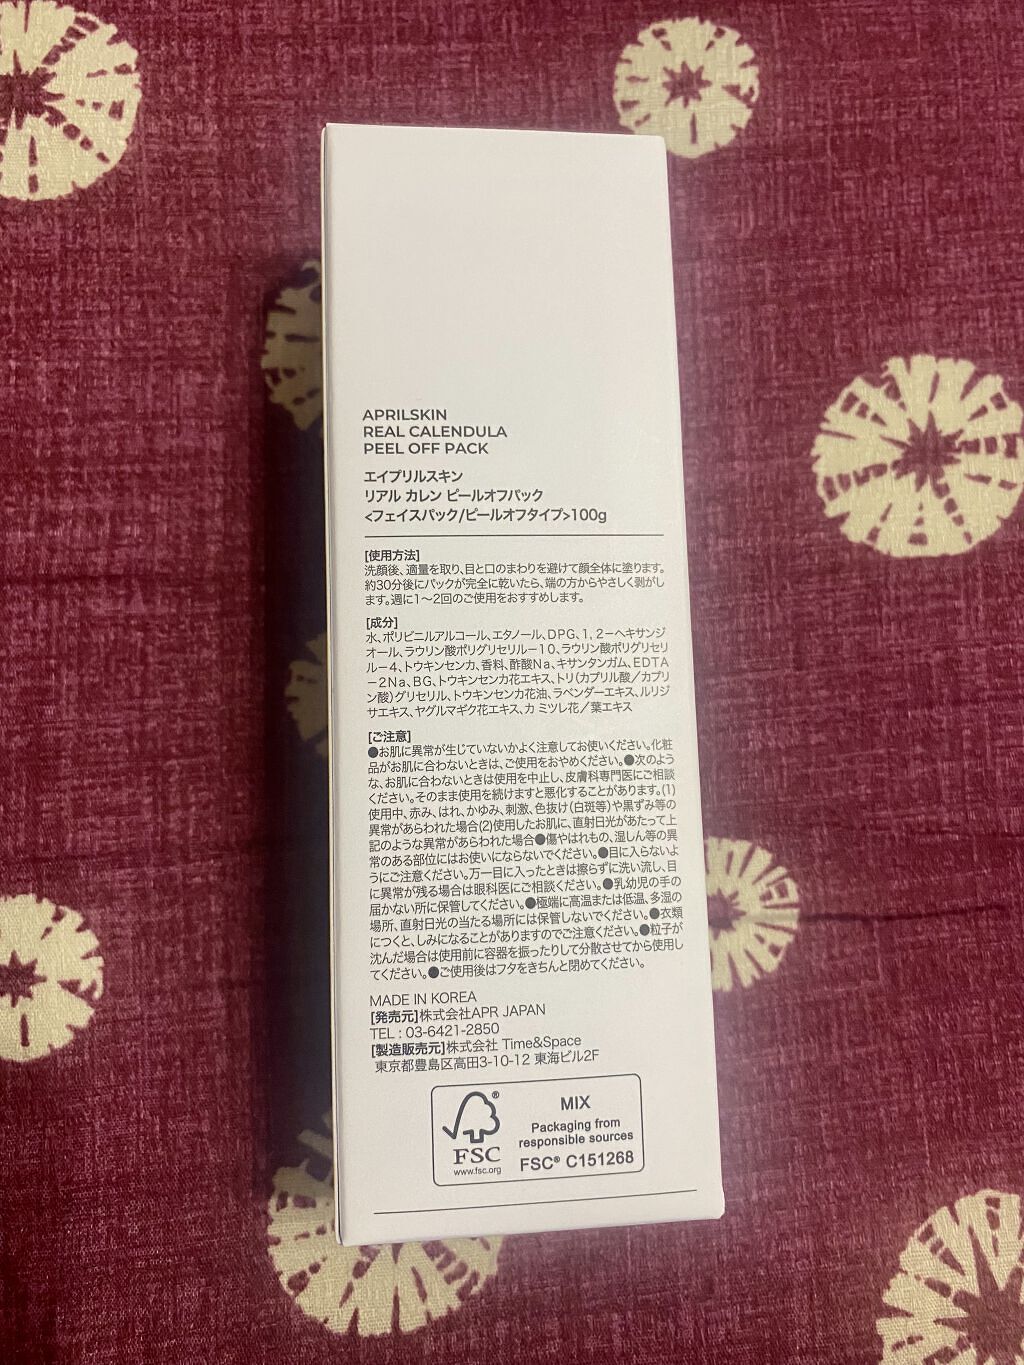 APRILSKIN
REAL CALENDULA
PEEL OFF PACK
エイプリルスキン
リアル カレン ピールオフパック
<フェイスパック/ピールオフタイプ>100g
[使用方法]
洗顔後、適量を取り、目と口のまわりを避けて顔全体に塗ります。
約30分後にパックが完全に乾いたら、端の方からやさしく剥がし
ます。週に1～2回のご使用をおすすめします。
[成分]
水、ポリビニルアルコール、エタノール、DPG、1，2－ヘキサンジ
オール、ラウリン酸ポリグリセリル－10、ラウリン酸ポリグリセリ
ル－4、トウキンセンカ、香料、酢酸Na、キサンタンガム、EDTA
－2Na、BG、トウキンセンカ花エキス、トリ（カプリル酸／カプリ
ン酸）グリセリル、トウキンセンカ花油、ラベンダーエキス、ルリジ
サエキス、ヤグルマギク花エキス、カミツレ花／葉エキス
[ご注意]
●お肌に異常が生じていないかよく注意してお使いください。化粧
品がお肌に合わないときは、ご使用をおやめください。●次のよう
な、お肌に合わないときは使用を中止し、皮膚科専門医にご相談
ください。そのまま使用を続けますと悪化することがあります。(1)
使用中、赤み、はれ、かゆみ、刺激、色抜け(白斑等)や黒ずみ等の
異常があらわれた場合(2)使用したお肌に、直射日光があたって上
記のような異常があらわれた場合●傷やはれもの、湿しん等の異
常のある部位にはお使いにならないでください。●目に入らないよ
うにご注意ください。万一目に入ったときは擦らずに洗い流し、目
に異常が残る場合は眼科医にご相談ください。●乳幼児の手の
届かない所に保管してください。●極端に高温または低温、多湿の
場所、直射日光の当たる場所には保管しないでください。●衣類
につくと、しみになることがありますのでご注意ください。●粒子が
沈んだ場合は使用前に容器を振ったりして分散させてから使用し
てください。●ご使用後はフタをきちんと閉めてください。
MADE IN KOREA
[発売元]株式会社APR JAPAN
TEL : 03-6421-2850
[製造販売元]株式会社 Time&Space
東京都豊島区高田3-10-12 東海ビル2F
FSC
www.fsc.org
MIX
Packaging from
responsible sources
FSC® C151268